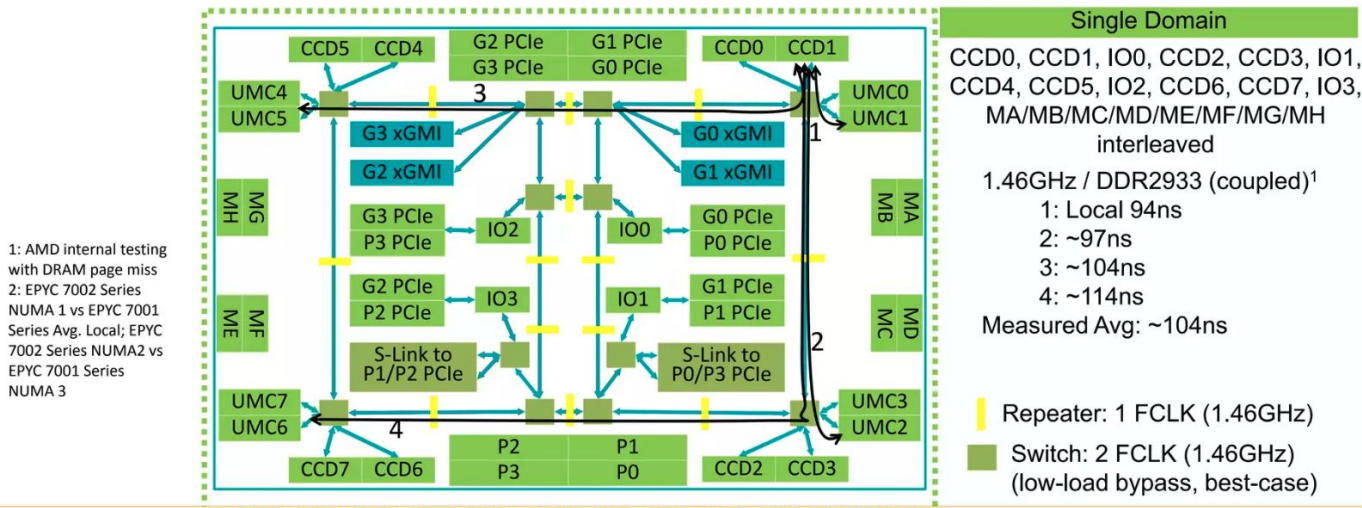 1: AMD internal testing
with DRAM page miss
2: EPYC 7002 Series
NUMA 1 vs EPYC 7001
Series Avg. Local; EPYC
7002 Series NUMA2 vs
EPYC 7001 Series
NUMA 3
CCD5 CCD4
G2 PCIe G1 PCIe
G3 PCIe G0 PCIe
CCD0 CCD1
UMC4
UMC5
3
UMC0
UMC1
1
G3 xGMI
G2 xGMI
G0 xGMI
G1 xGMI
MH MG
MB MA
G3 PCIe
P3 PCIe
IO2
IO0
G0 PCIe
P0 PCIe
G2 PCIe
P2 PCIe
IO3
IO1
G1 PCIe
P1 PCIe
ME MF
MC MD
S-Link to
P1/P2 PCIe
S-Link to
P0/P3 PCIe
2
UMC7
UMC6
4
UMC3
UMC2
CCD7 CCD6
P2 P1
P3 P0
CCD2 CCD3
Single Domain
CCD0, CCD1, IO0, CCD2, CCD3, IO1,
CCD4, CCD5, IO2, CCD6, CCD7, IO3,
MA/MB/MC/MD/ME/MF/MG/MH
interleaved
1.46GHz / DDR2933 (coupled)¹
1: Local 94ns
2: ~97ns
3: ~104ns
4: ~114ns
Measured Avg: ~104ns
Repeater: 1 FCLK (1.46GHz)
Switch: 2 FCLK (1.46GHz)
(low-load bypass, best-case)